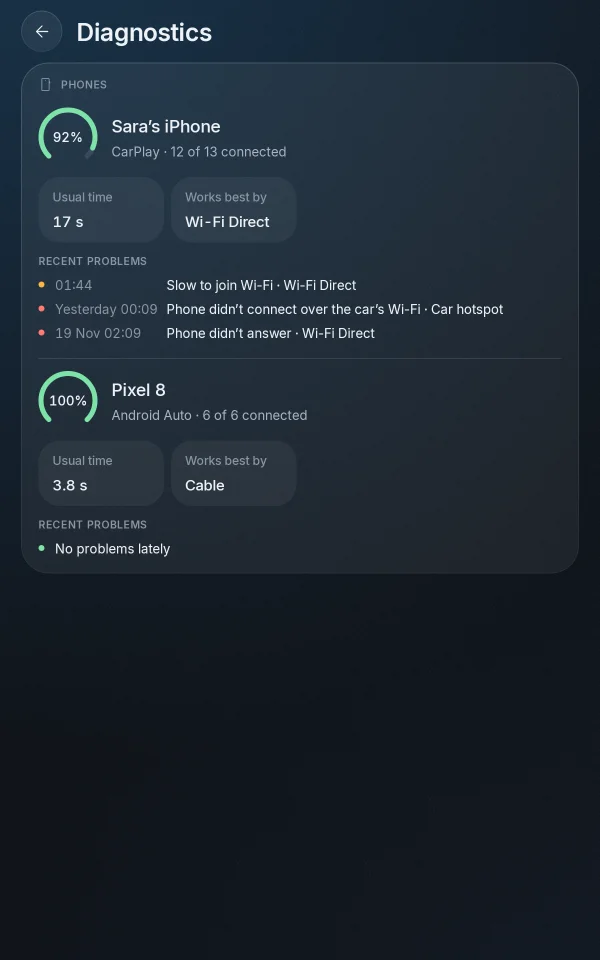 Diagnostics
PHONES
92%
Sara’s iPhone
CarPlay · 12 of 13 connected
Usual time
17 s
Works best by
Wi-Fi Direct
RECENT PROBLEMS
01:44 Slow to join Wi-Fi · Wi-Fi Direct
Yesterday 00:09 Phone didn’t connect over the car’s Wi-Fi · Car hotspot
19 Nov 02:09 Phone didn’t answer · Wi-Fi Direct
100%
Pixel 8
Android Auto · 6 of 6 connected
Usual time
3.8 s
Works best by
Cable
RECENT PROBLEMS
No problems lately